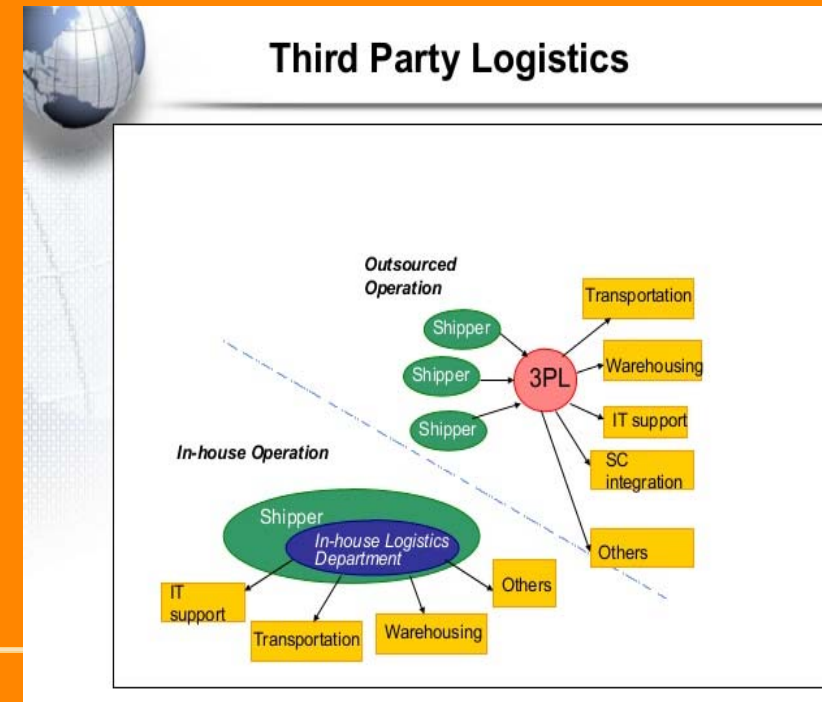 Third Party Logistics
Outsourced
Operation
Transportation
Shipper
Warehousing
Shipper
3PL
IT support
Shipper
SC
integration
Others
In-house Operation
Shipper
In-house Logistics
Department
IT
support
Transportation
Warehousing
Others